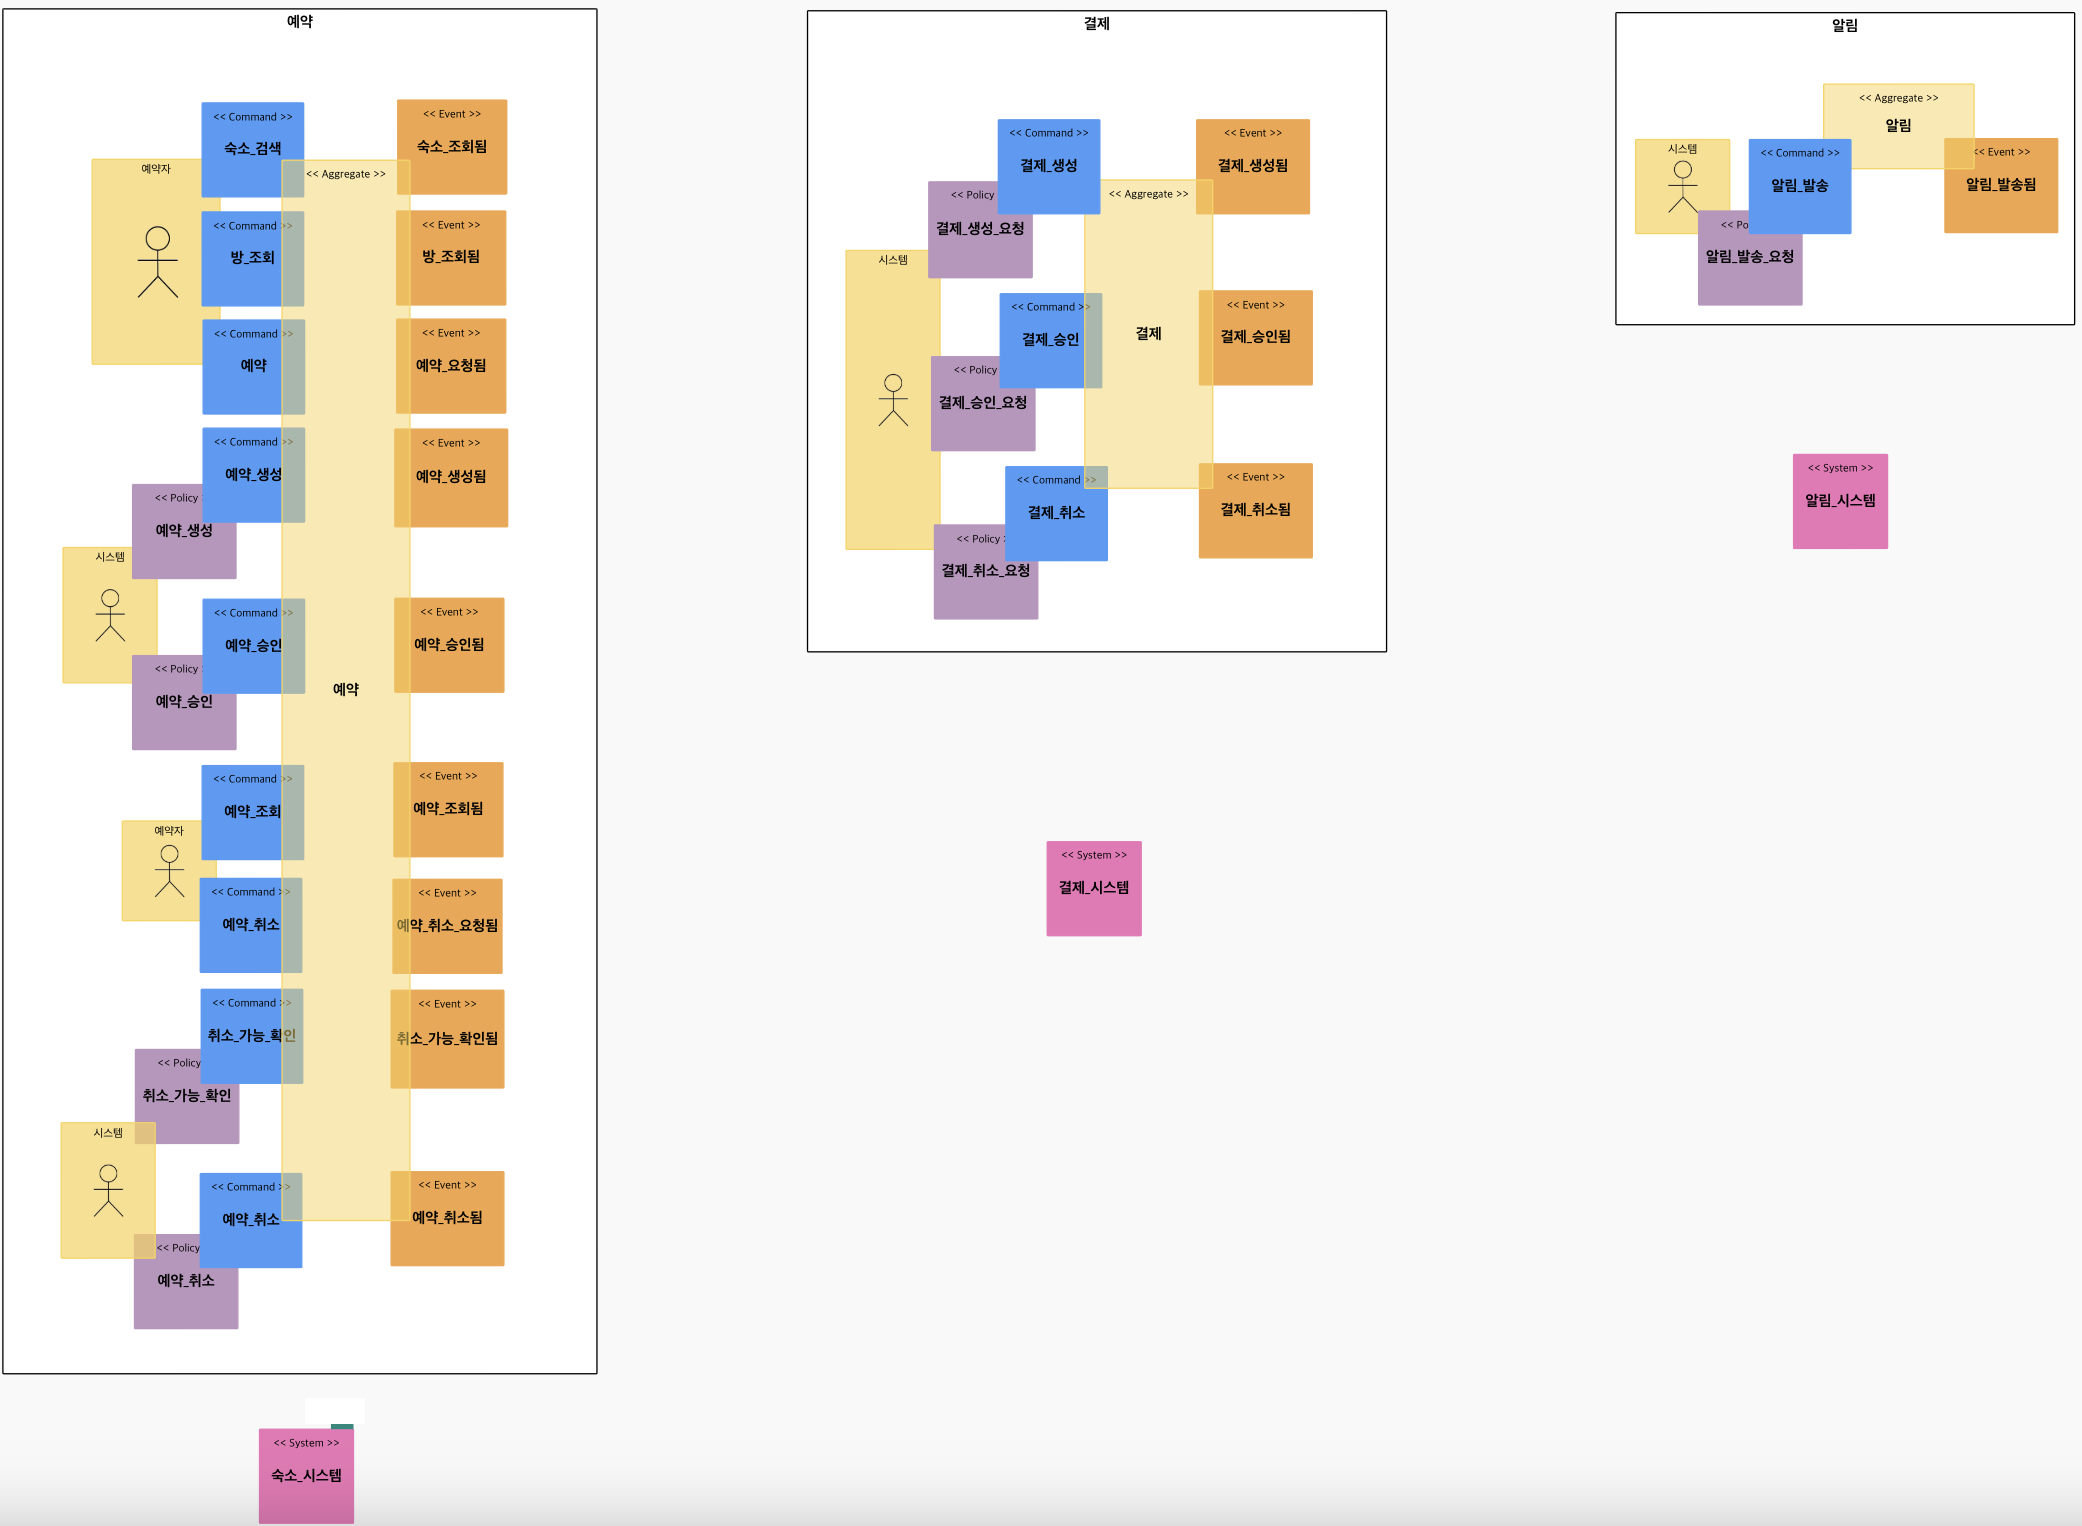 예약
<< Command >>
숙소_검색
<< Event >>
숙소_조회됨
예약자
<< Aggregate >>
예약
<< Command >>
방_조회
<< Event >>
방_조회됨
<< Command >>
예약
<< Event >>
예약_요청됨
<< Command >>
예약_생성
<< Event >>
예약_생성됨
<< Policy >
예약_생성
시스템
<< Command >>
예약_승인
<< Event >>
예약_승인됨
<< Policy >
예약_승인
<< Command >>
예약_조회
<< Event >>
예약_조회됨
예약자
<< Command >>
예약_취소
<< Event >>
예약_취소_요청됨
<< Command >>
취소_가능_확인
<< Event >>
취소_가능_확인됨
<< Policy
취소_가능_확인
시스템
<< Command >>
예약_취소
<< Event >>
예약_취소됨
<< Policy
예약_취소
<< System >>
숙소_시스템
결제
<< Command >>
결제_생성
<< Event >>
결제_생성됨
<< Policy
결제_생성_요청
<< Aggregate >>
결제
시스템
<< Command >>
결제_승인
<< Event >>
결제_승인됨
<< Policy
결제_승인_요청
<< Command >>
결제_취소
<< Event >>
결제_취소됨
<< Policy >
결제_취소_요청
<< System >>
결제_시스템
알림
<< Aggregate >>
알림
시스템
<< Command >>
알림_발송
<< Event >>
알림_발송됨
<< Po
알림_발송_요청
<< System >>
알림_시스템